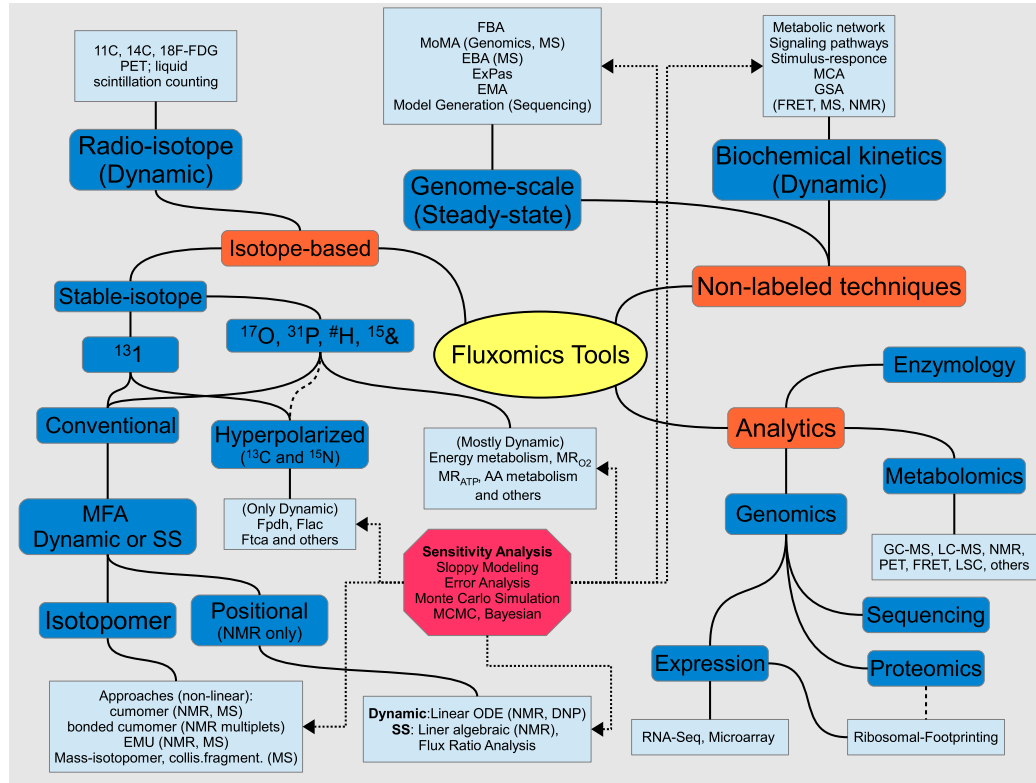 11C, 14C, 18F-FDG
PET; liquid
scintillation counting
FBA
MoMA (Genomics, MS)
EBA (MS)
ExPas
EMA
Model Generation (Sequencing)
Metabolic network
Signaling pathways
Stimulus-responce
MCA
GSA
(FRET, MS, NMR)
Radio-isotope
(Dynamic)
Genome-scale
(Steady-state)
Biochemical kinetics
(Dynamic)
Isotope-based
Non-labeled techniques
Stable-isotope
¹³1
¹⁷O, ³¹P, ^#H, ¹⁵&
Fluxomics Tools
Enzymology
Analytics
Conventional
Hyperpolarized
(¹³C and ¹⁵N)
(Mostly Dynamic)
Energy metabolism, MR_O2
MR_ATP, AA metabolism
and others
Metabolomics
Genomics
MFA
Dynamic or SS
(Only Dynamic)
Fpdh, Flac
Ftca and others
Sensitivity Analysis
Sloppy Modeling
Error Analysis
Monte Carlo Simulation
MCMC, Bayesian
GC-MS, LC-MS, NMR,
PET, FRET, LSC, others
Isotopomer
Positional
(NMR only)
Sequencing
Expression
Proteomics
Approaches (non-linear):
cumomer (NMR, MS)
bonded cumomer (NMR multiplets)
EMU (NMR, MS)
Mass-isotopomer, collis.fragment. (MS)
Dynamic:Linear ODE (NMR, DNP)
SS: Liner algebraic (NMR),
Flux Ratio Analysis
RNA-Seq, Microarray
Ribosomal-Footprinting